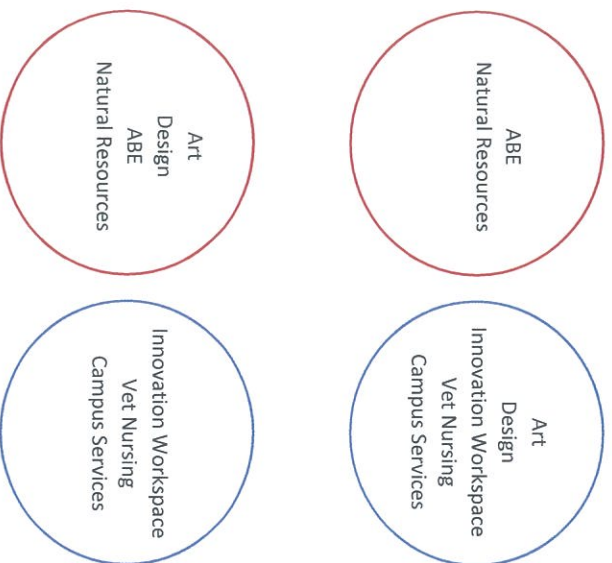 ABE
Natural Resources
Art
Design
Innovation Workspace
Vet Nursing
Campus Services
Art
Design
ABE
Natural Resources
Innovation Workspace
Vet Nursing
Campus Services